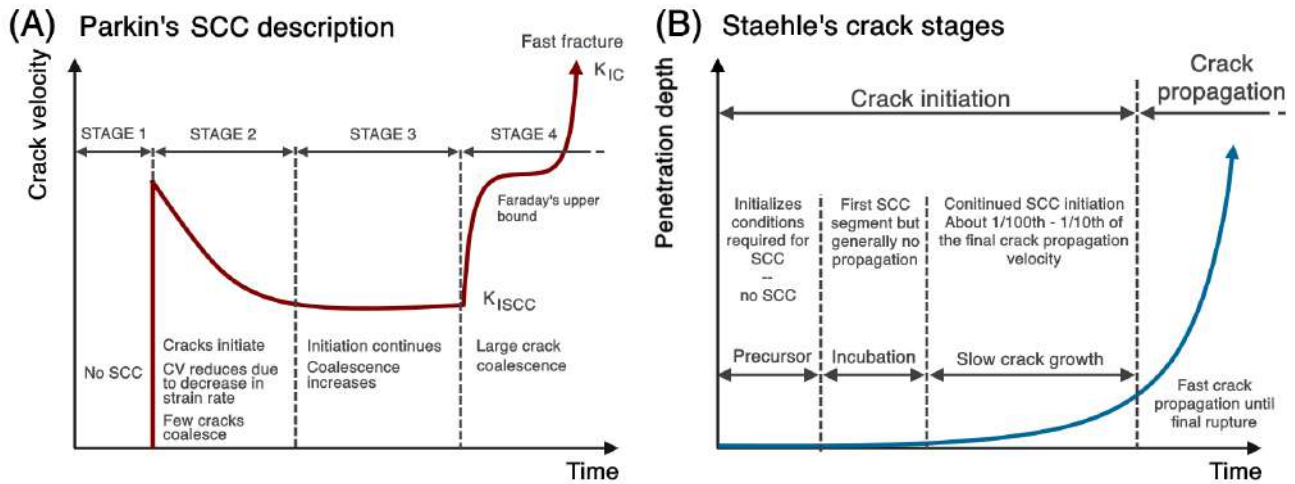 (A) Parkin's SCC description
Crack velocity
Fast fracture
K_IC
STAGE 1
STAGE 2
STAGE 3
STAGE 4
Faraday's upper
bound
K_ISCC
No SCC
Cracks initiate
CV reduces due
to decrease in
strain rate
Few cracks
coalesce
Initiation continues
Coalescence
increases
Large crack
coalescence
Time
(B) Staehle's crack stages
Penetration depth
Crack initiation
Crack
propagation
Initializes
conditions
required for
SCC
--
no SCC
First SCC
segment but
generally no
propagation
Conitinued SCC initiation
About 1/100th - 1/10th of
the final crack propagation
velocity
Precursor
Incubation
Slow crack growth
Fast crack
propagation until
final rupture
Time